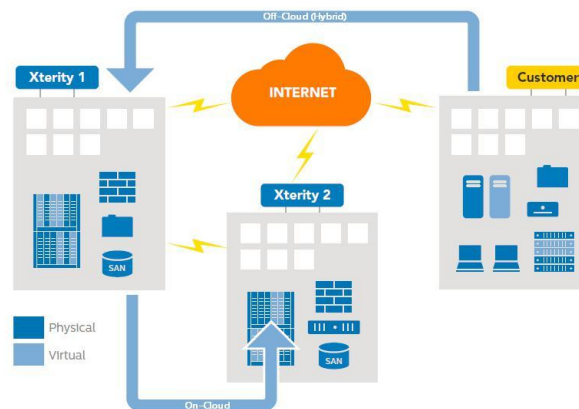 Off-Cloud (Hybrid)
Xterity 1
INTERNET
Customer
Xterity 2
SAN
SAN
Physical
Virtual
On-Cloud